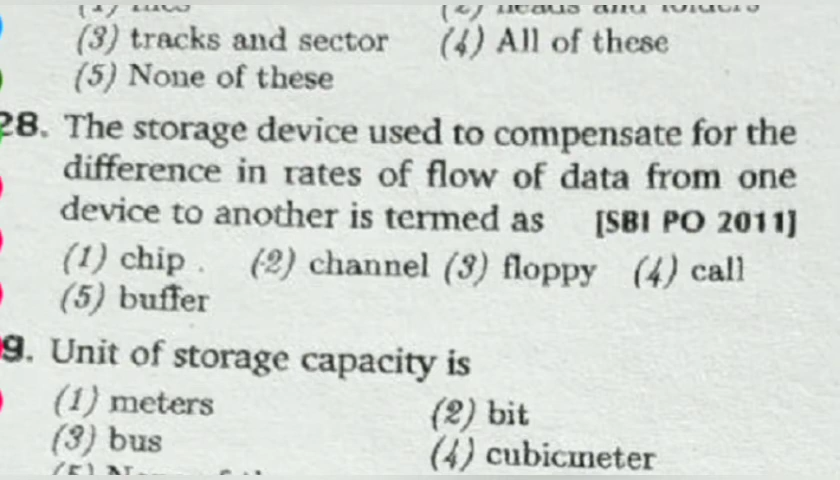 (3) tracks and sector (4) All of these
(5) None of these
28. The storage device used to compensate for the
difference in rates of flow of data from one
device to another is termed as [SBI PO 2011]
(1) chip . (2) channel (3) floppy (4) call
(5) buffer
9. Unit of storage capacity is
(1) meters (2) bit
(3) bus (4) cubicmeter